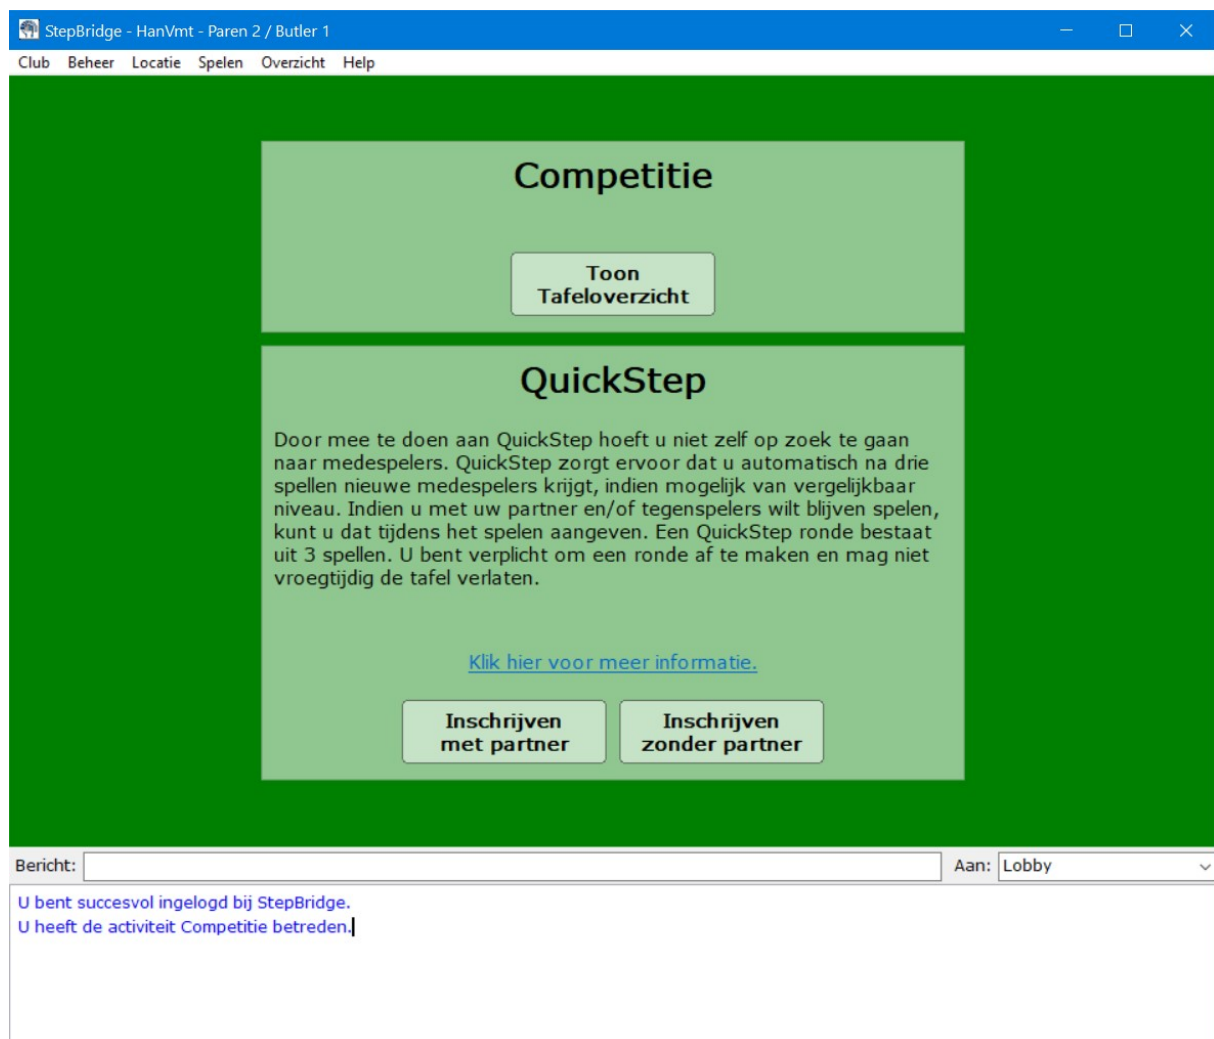 StepBridge - HanVmt - Paren 2 / Butler 1
Club Beheer Locatie Spelen Overzicht Help
Competitie
Toon
Tafeloverzicht
QuickStep
Door mee te doen aan QuickStep hoeft u niet zelf op zoek te gaan
naar medespelers. QuickStep zorgt ervoor dat u automatisch na drie
spellen nieuwe medespelers krijgt, indien mogelijk van vergelijkbaar
niveau. Indien u met uw partner en/of tegenspelers wilt blijven spelen,
kunt u dat tijdens het spelen aangeven. Een QuickStep ronde bestaat
uit 3 spellen. U bent verplicht om een ronde af te maken en mag niet
vroegtijdig de tafel verlaten.
Klik hier voor meer informatie.
Inschrijven
met partner
Inschrijven
zonder partner
Bericht: Aan: Lobby
U bent succesvol ingelogd bij StepBridge.
U heeft de activiteit Competitie betreden.